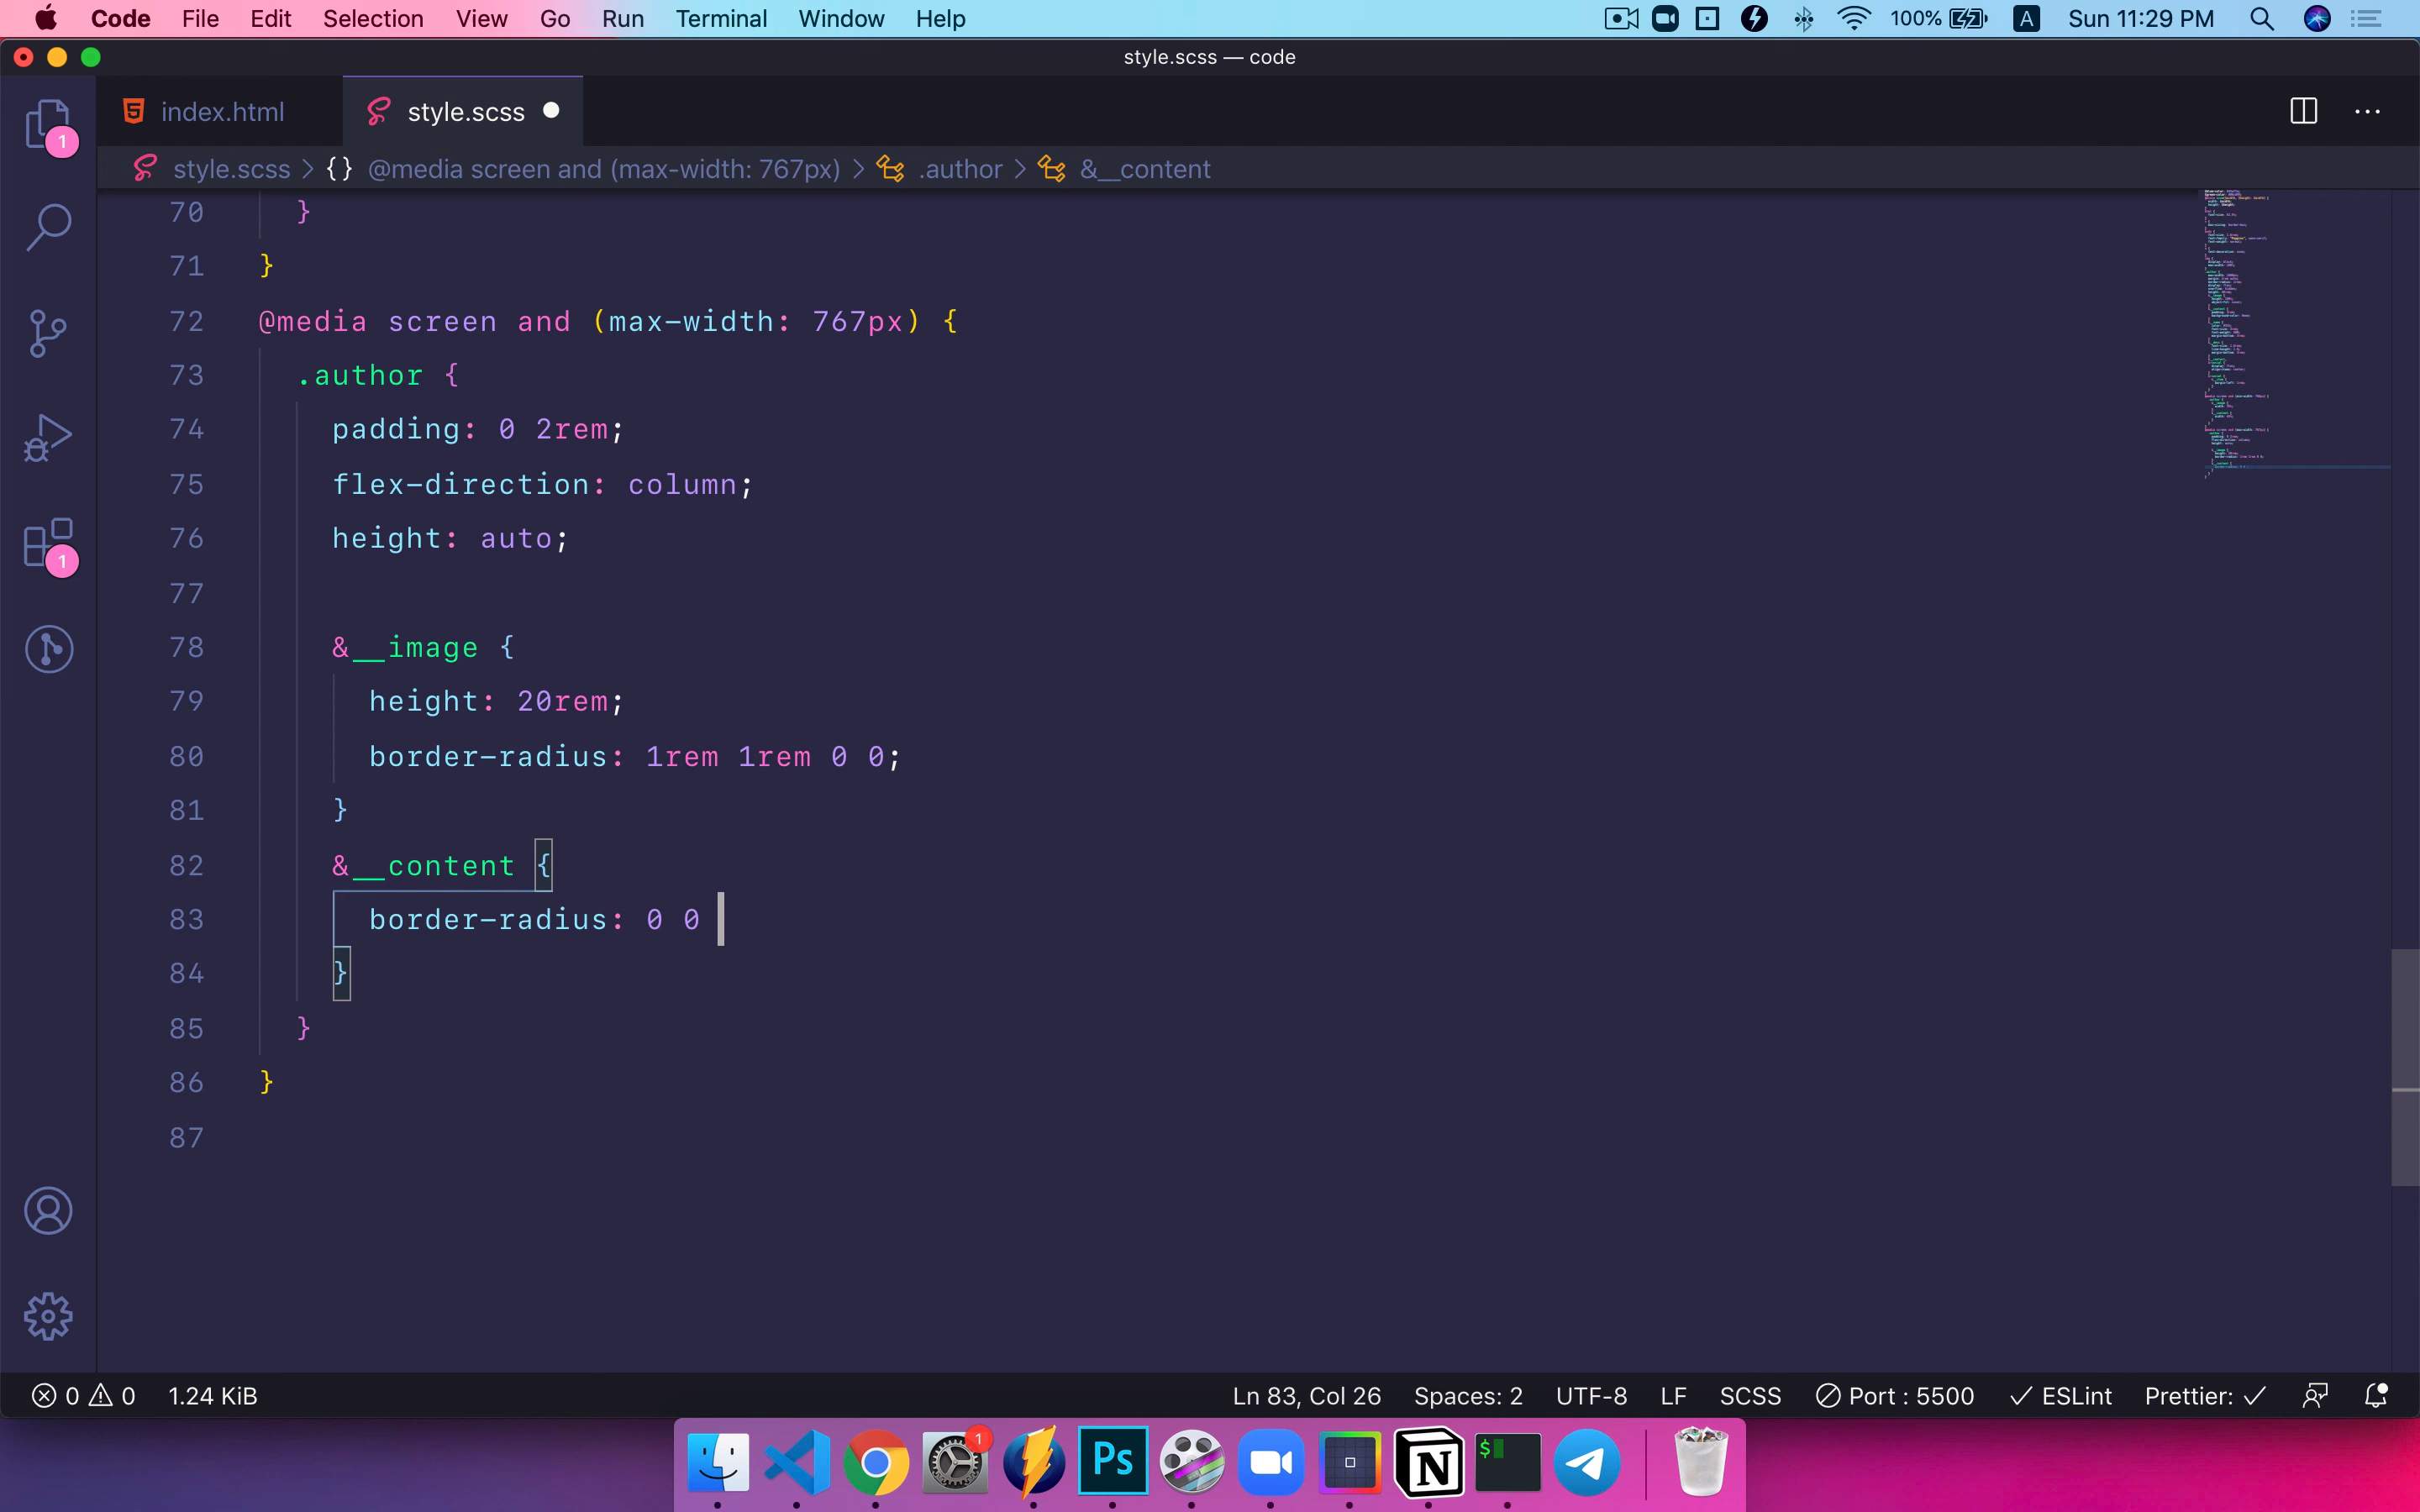 Code File Edit Selection View Go Run Terminal Window Help 100% A Sun 11:29 PM
style.scss — code
index.html style.scss
1
style.scss > {} @media screen and (max-width: 767px) > .author > &__content
70 }
71 }
72 @media screen and (max-width: 767px) {
73 .author {
74 padding: 0 2rem;
75 flex-direction: column;
76 height: auto;
77
78 &__image {
79 height: 20rem;
80 border-radius: 1rem 1rem 0 0;
81 }
82 &__content {
83 border-radius: 0 0
84 }
85 }
86 }
87
1
0 0 1.24 KiB Ln 83, Col 26 Spaces: 2 UTF-8 LF SCSS Port : 5500 ESLint Prettier:
1 Ps N $